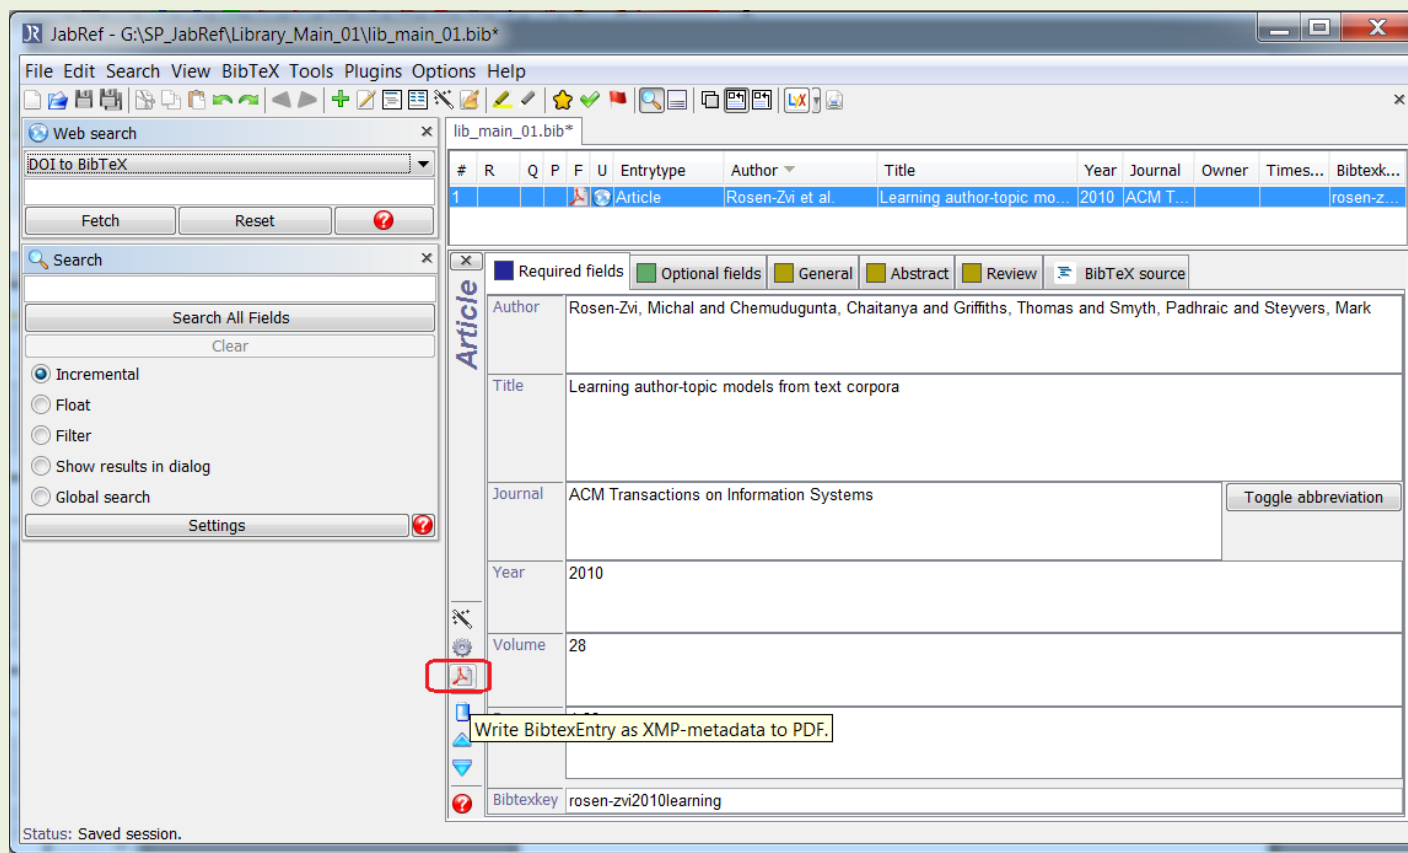 JabRef - G:\SP_JabRef\Library_Main_01\lib_main_01.bib*
File Edit Search View BibTeX Tools Plugins Options Help
Web search
DOI to BibTeX
Fetch Reset
Search
Search All Fields
Clear
Incremental
Float
Filter
Show results in dialog
Global search
Settings
lib_main_01.bib*
# R Q P F U Entrytype Author Title Year Journal Owner Times... Bibtexk...
1 Article Rosen-Zvi et al. Learning author-topic mo... 2010 ACM T... rosen-z...
Article
Required fields Optional fields General Abstract Review BibTeX source
Author Rosen-Zvi, Michal and Chemudugunta, Chaitanya and Griffiths, Thomas and Smyth, Padhraic and Steyvers, Mark
Title Learning author-topic models from text corpora
Journal ACM Transactions on Information Systems Toggle abbreviation
Year 2010
Volume 28
Write BibtexEntry as XMP-metadata to PDF.
Bibtexkey rosen-zvi2010learning
Status: Saved session.